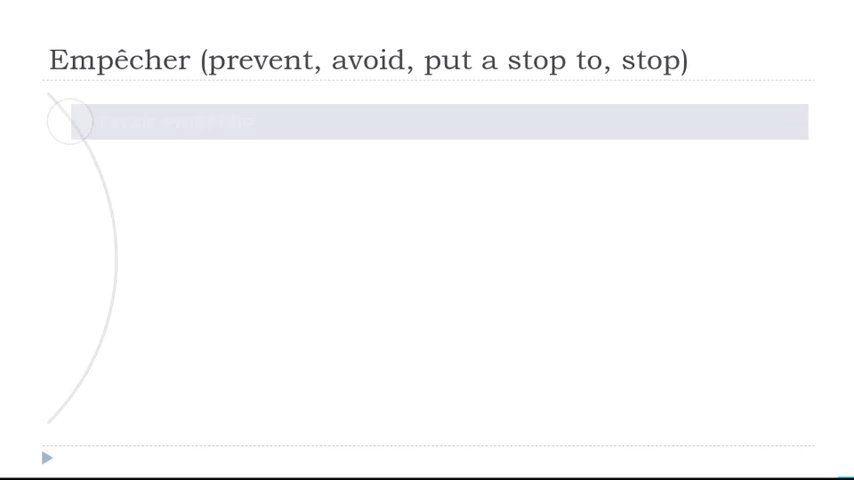 Empêcher (prevent, avoid, put a stop to, stop)